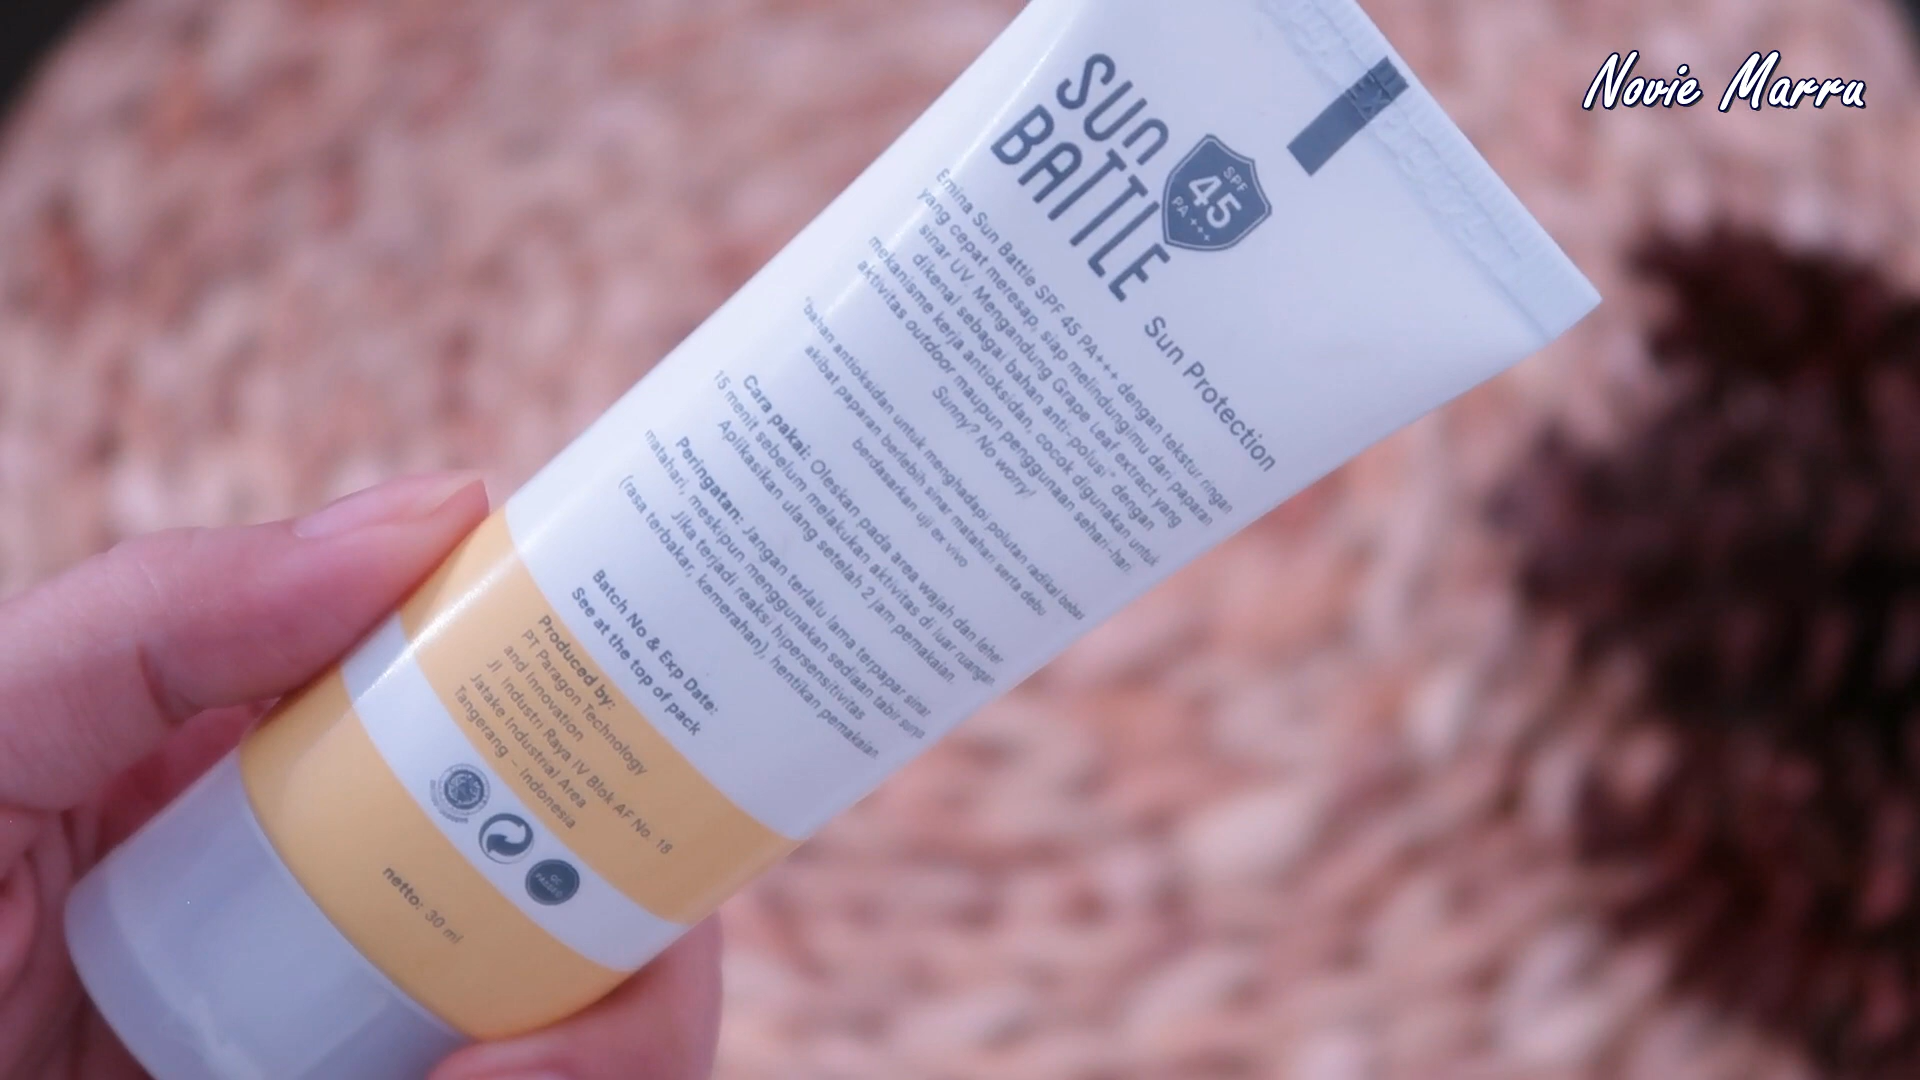 Novie Marru
SUN
BATTLE
SPF
45
PA +++
Sun Protection
Emina Sun Battle SPF 45 PA+++ dengan tekstur ringan
yang cepat meresap, siap melindungimu dari paparan
sinar UV. Mengandung Grape Leaf extract yang
dikenal sebagai bahan anti-polusi* dengan
mekanisme kerja antioksidan, cocok digunakan untuk
aktivitas outdoor maupun penggunaan sehari-hari.
Sunny? No worry!
*bahan antioksidan untuk menghadapi polutan radikal bebas
akibat paparan berlebih sinar matahari serta debu
berdasarkan uji ex vivo
Cara pakai: Oleskan pada area wajah dan leher
15 menit sebelum melakukan aktivitas di luar ruangan.
Aplikasikan ulang setelah 2 jam pemakaian.
Peringatan: Jangan terlalu lama terpapar sinar
matahari, meskipun menggunakan sediaan tabir surya
Jika terjadi reaksi hipersensitivitas
(rasa terbakar, kemerahan), hentikan pemakaian
Batch No & Exp Date:
See at the top of pack
Produced by:
PT Paragon Technology
and Innovation
Jl. Industri Raya IV Blok AF No. 18
Jatake Industrial Area
Tangerang – Indonesia
QC
PASSED
netto: 30 ml